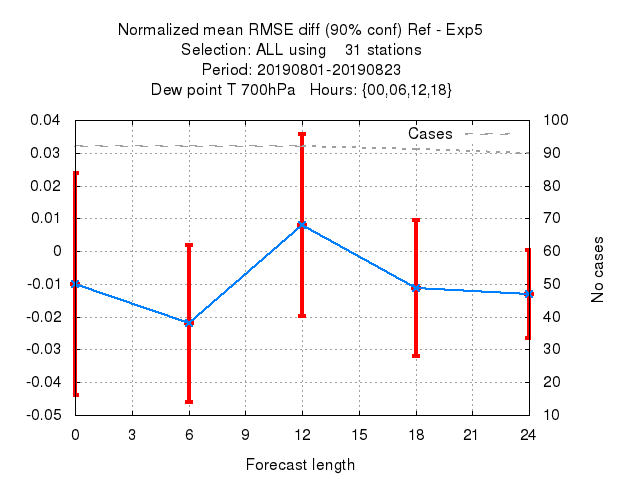 Normalized mean RMSE diff (90% conf) Ref - Exp5
Selection: ALL using    31 stations
Period: 20190801-20190823
Dew point T 700hPa   Hours: {00,06,12,18}
Cases
0.04
0.03
0.02
0.01
0
-0.01
-0.02
-0.03
-0.04
-0.05
100
90
80
70
60
50
40
30
20
10
No cases
0 3 6 9 12 15 18 21 24
Forecast length